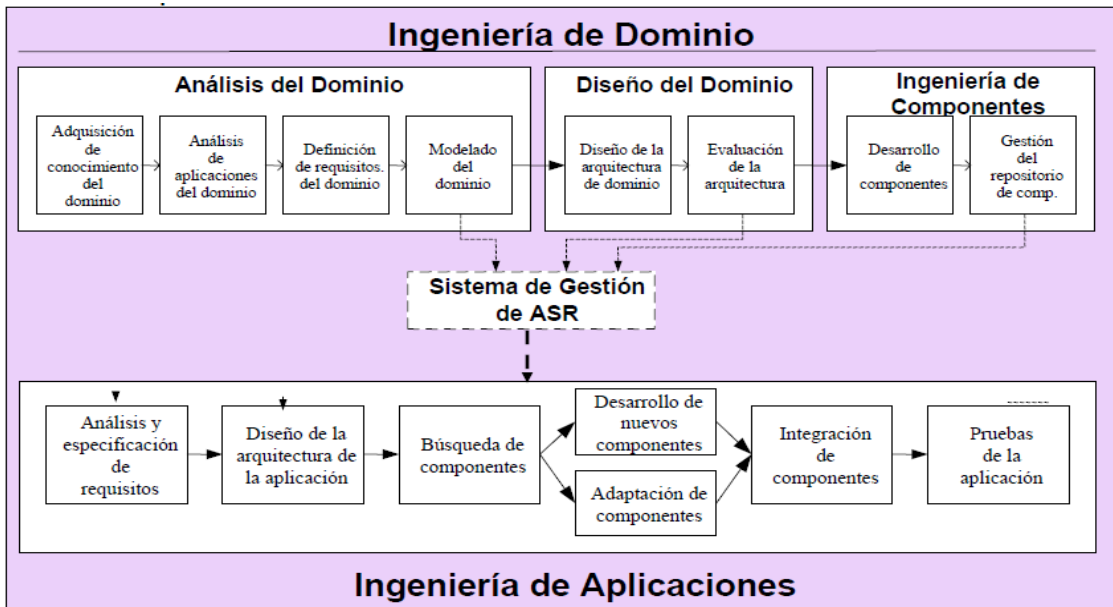 Ingeniería de Dominio
Análisis del Dominio
Adquisición
de
conocimiento
del
dominio
Análisis
de
aplicaciones
del dominio
Definición
de requisitos.
del dominio
Modelado
del
dominio
Diseño del Dominio
Diseño de la
arquitectura
de dominio
Evaluación
de la
arquitectura
Ingeniería de
Componentes
Desarrollo
de
componentes
Gestión
del
repositorio
de comp.
Sistema de Gestión
de ASR
Análisis y
especificación
de
requisitos
Diseño de la
arquitectura de
la aplicación
Búsqueda de
componentes
Desarrollo de
nuevos
componentes
Adaptación de
componentes
Integración
de
componentes
Pruebas
de la
aplicación
Ingeniería de Aplicaciones